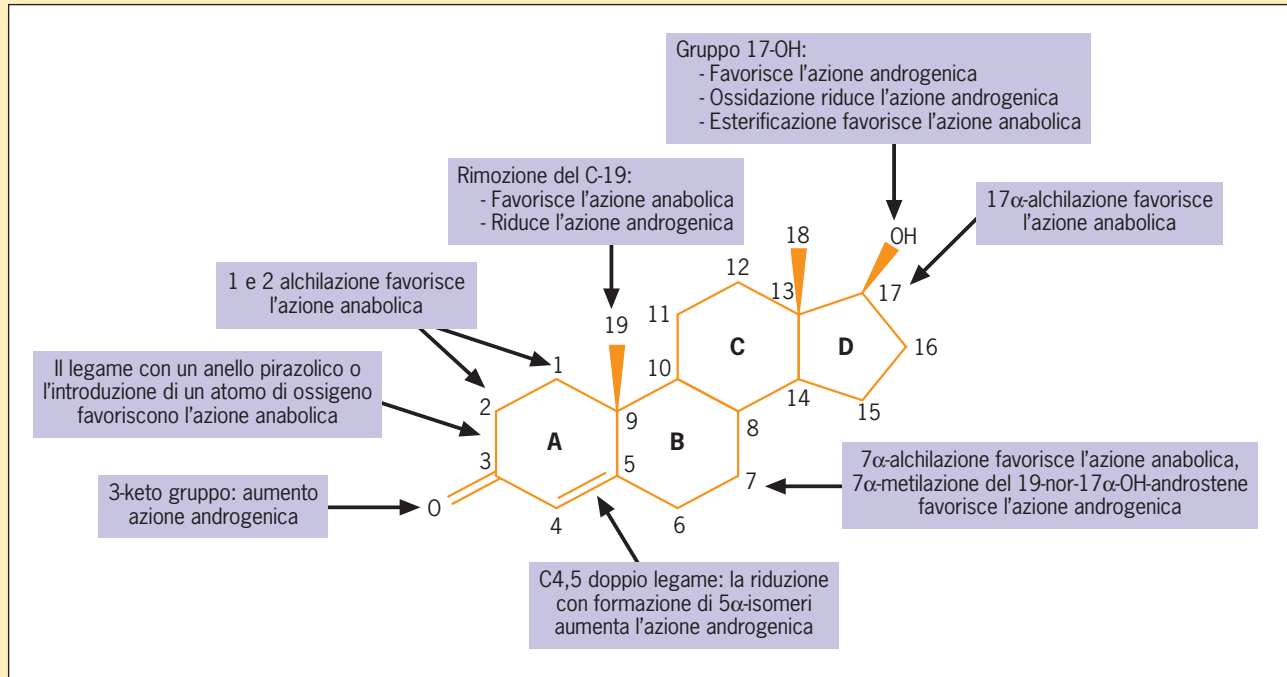 Gruppo 17-OH:
- Favorisce l'azione androgenica
- Ossidazione riduce l'azione androgenica
- Esterificazione favorisce l'azione anabolica
Rimozione del C-19:
- Favorisce l'azione anabolica
- Riduce l'azione androgenica
17α-alchilazione favorisce
l'azione anabolica
1 e 2 alchilazione favorisce
l'azione anabolica
Il legame con un anello pirazolico o
l'introduzione di un atomo di ossigeno
favoriscono l'azione anabolica
3-keto gruppo: aumento
azione androgenica
OH
18
12
17
13
19
11
C
D
16
1
10
14
15
2
9
8
A
B
3
5
7
O
4
6
7α-alchilazione favorisce l'azione anabolica,
7α-metilazione del 19-nor-17α-OH-androstene
favorisce l'azione androgenica
C4,5 doppio legame: la riduzione
con formazione di 5α-isomeri
aumenta l'azione androgenica